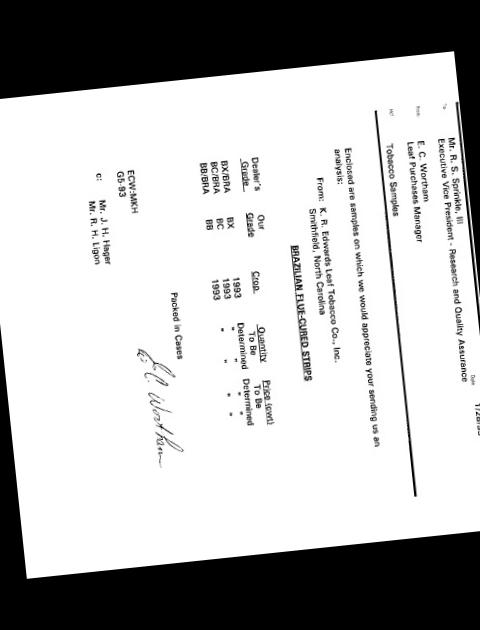 To: Mr. R. S. Sprinkle, III Date
Executive Vice President - Research and Quality Assurance
From: E. C. Wortham
Leaf Purchases Manager
Re: Tobacco Samples
Enclosed are samples on which we would appreciate your sending us an
analysis:
From: K. R. Edwards Leaf Tobacco Co., Inc.
Smithfield, North Carolina
BRAZILIAN FLUE-CURED STRIPS
Dealer's Our Quantity Price (cwt)
Grade Grade Crop To Be To Be
BX/BRA BX 1993 Determined Determined
BC/BRA BC 1993 " " " "
BB/BRA BB 1993 " "
Packed in Cases
E. C. Wortham
ECW:MKH
G5-93
c: Mr. J. H. Hager
Mr. R. H. Ligon